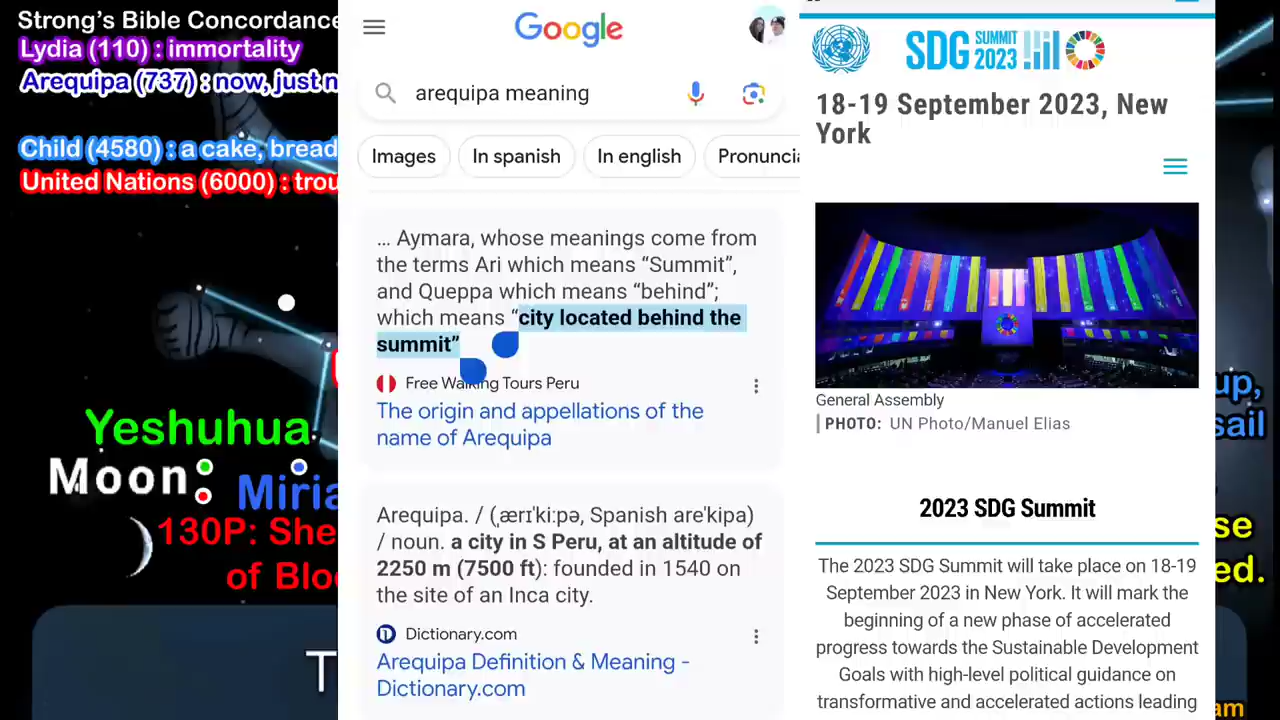 Strong's Bible Concordance
Lydia (110) : immortality
Arequipa (737) : now, just n
Child (4580) : a cake, bread
United Nations (6000) : trou
Yeshuhua
Moon:
Miria
130P: She
of Bloo
T
Google
arequipa meaning
Images
In spanish
In english
Pronuncia
... Aymara, whose meanings come from
the terms Ari which means “Summit”,
and Queppa which means “behind”;
which means “city located behind the
summit”
Free Walking Tours Peru
The origin and appellations of the
name of Arequipa
Arequipa. / (ˌærɪˈkiːpə, Spanish areˈkipa)
/ noun. a city in S Peru, at an altitude of
2250 m (7500 ft): founded in 1540 on
the site of an Inca city.
Dictionary.com
Arequipa Definition & Meaning -
Dictionary.com
SDG SUMMIT
2023
18-19 September 2023, New
York
General Assembly
PHOTO: UN Photo/Manuel Elias
2023 SDG Summit
The 2023 SDG Summit will take place on 18-19
September 2023 in New York. It will mark the
beginning of a new phase of accelerated
progress towards the Sustainable Development
Goals with high-level political guidance on
transformative and accelerated actions leading
up,
sail
se
ed.
am